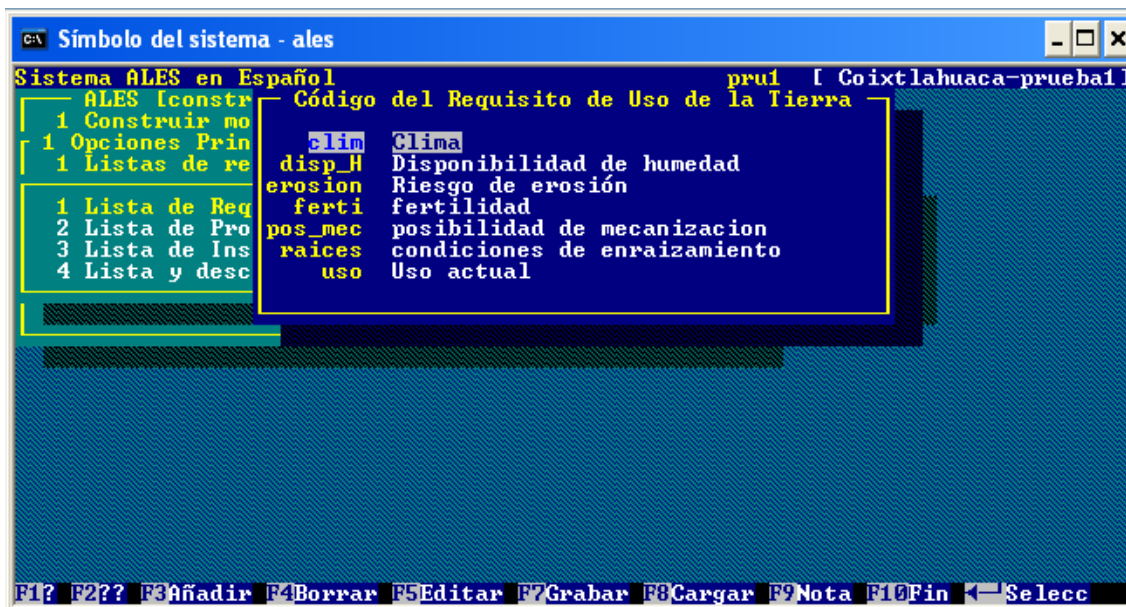 Símbolo del sistema - ales
Sistema ALES en Español pru1 [ Coixtlahuaca-prueba1]
ALES [constr
1 Construir mo
1 Opciones Prin
1 Listas de re
1 Lista de Req
2 Lista de Pro
3 Lista de Ins
4 Lista y desc
Código del Requisito de Uso de la Tierra
clim Clima
disp_H Disponibilidad de humedad
erosion Riesgo de erosión
ferti fertilidad
pos_mec posibilidad de mecanizacion
raices condiciones de enraizamiento
uso Uso actual
F1? F2?? F3Añadir F4Borrar F5Editar F7Grabar F8Cargar F9Nota F10Fin ◄─┘Selecc